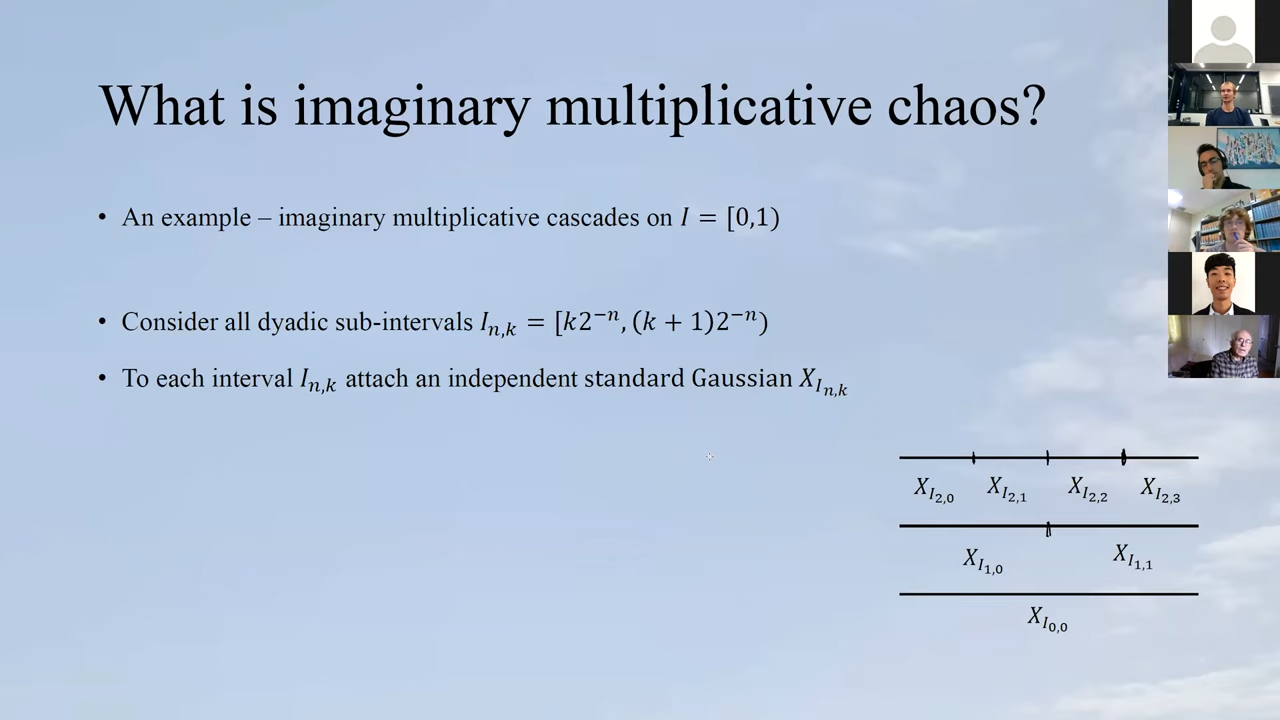 What is imaginary multiplicative chaos?
• An example – imaginary multiplicative cascades on 𝐼 = [0,1)
• Consider all dyadic sub-intervals 𝐼ₙ,ₖ = [𝑘2⁻ⁿ, (𝑘 + 1)2⁻ⁿ)
• To each interval 𝐼ₙ,ₖ attach an independent standard Gaussian X_{I_{n,k}}
X_{I_{2,0}} X_{I_{2,1}} X_{I_{2,2}} X_{I_{2,3}}
X_{I_{1,0}} X_{I_{1,1}}
X_{I_{0,0}}